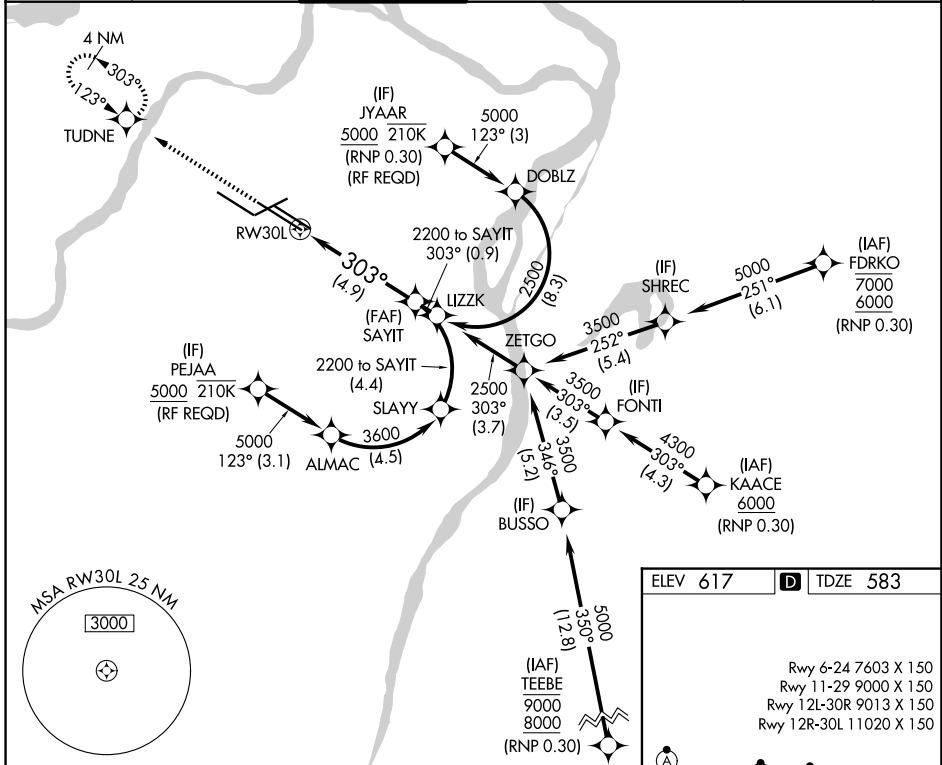 4 NM
303°
123°
TUDNE
(IF)
JYAAR
5000 210K
(RNP 0.30)
(RF REQD)
5000
123° (3)
DOBLZ
RW30L
2200 to SAYIT
303° (0.9)
2500
(8.3)
303°
(4.9)
LIZZK
(FAF)
SAYIT
(IF)
SHREC
5000
251°
(6.1)
(IAF)
FDRKO
7000
6000
(RNP 0.30)
ZETGO
3500
252°
(5.4)
(IF)
PEJAA
5000 210K
(RF REQD)
2200 to SAYIT
(4.4)
2500
303°
(3.7)
3500
303°
(3.5)
(IF)
FONTI
SLAYY
5000
123° (3.1)
ALMAC
3600
(4.5)
4300
303°
(4.3)
(IAF)
KAACE
6000
(RNP 0.30)
3500
346°
(5.2)
(IF)
BUSSO
MSA RW30L 25 NM
3000
5000
350°
(12.8)
(IAF)
TEEBE
9000
8000
(RNP 0.30)
ELEV 617 D TDZE 583
Rwy 6-24 7603 X 150
Rwy 11-29 9000 X 150
Rwy 12L-30R 9013 X 150
Rwy 12R-30L 11020 X 150
A